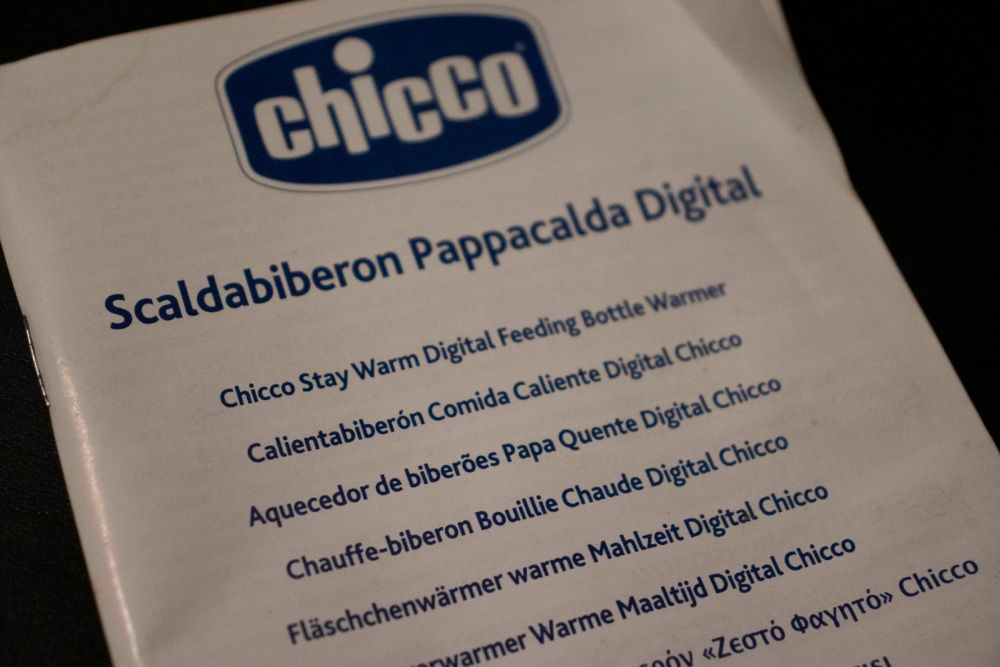 chicco
Scaldabiberon Pappacalda Digital
Chicco Stay Warm Digital Feeding Bottle Warmer
Calientabiberón Comida Caliente Digital Chicco
Aquecedor de biberões Papa Quente Digital Chicco
Chauffe-biberon Bouillie Chaude Digital Chicco
Fläschchenwärmer warme Mahlzeit Digital Chicco
Warme Maaltijd Digital Chicco
«Ζεστό Φαγητό» Chicco